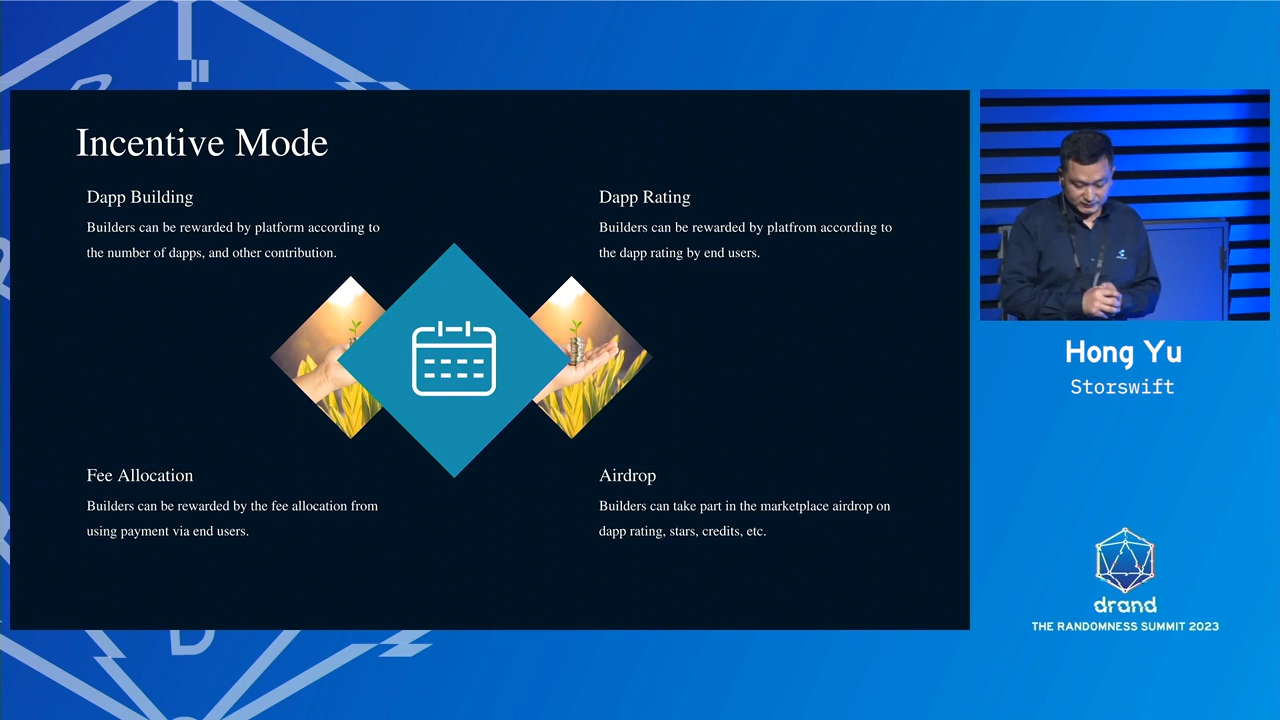 Incentive Mode
Dapp Building
Builders can be rewarded by platform according to
the number of dapps, and other contribution.
Dapp Rating
Builders can be rewarded by platfrom according to
the dapp rating by end users.
Fee Allocation
Builders can be rewarded by the fee allocation from
using payment via end users.
Airdrop
Builders can take part in the marketplace airdrop on
dapp rating, stars, credits, etc.
Hong Yu
Storswift
drand
THE RANDOMNESS SUMMIT 2023